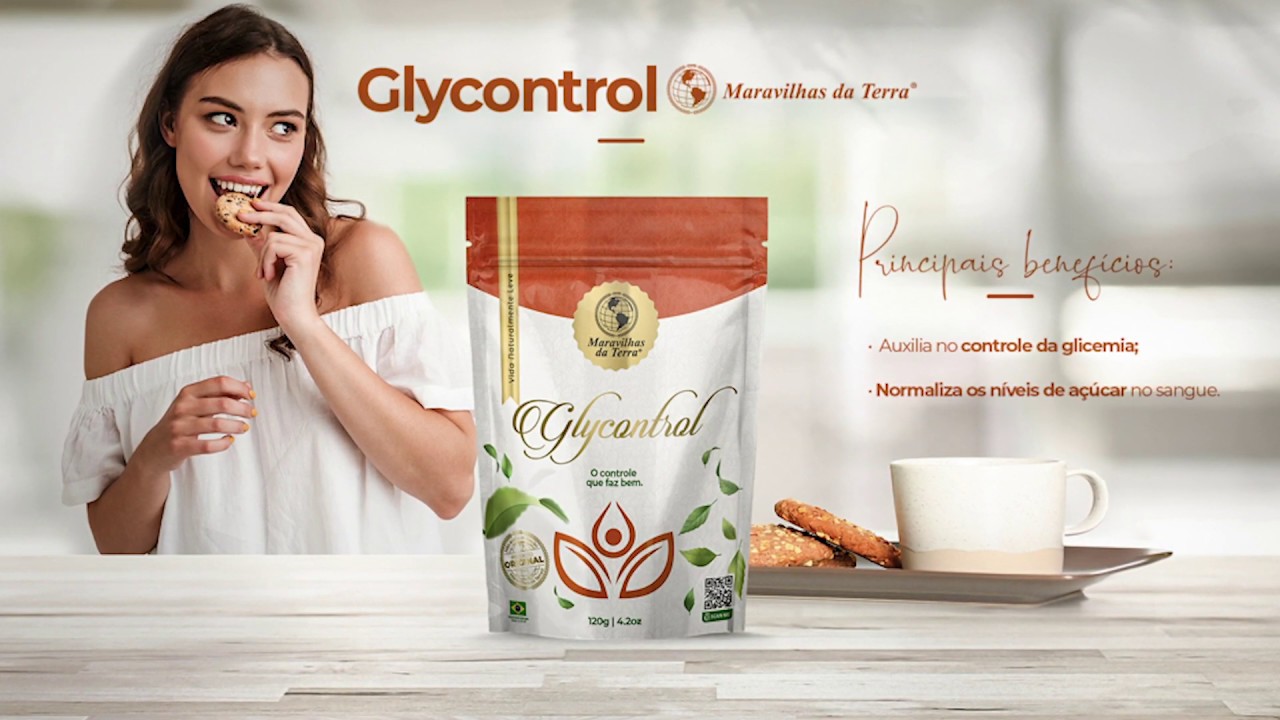 Glycontrol
Maravilhas da Terra®
Principais benefícios:
· Auxilia no controle da glicemia;
· Normaliza os níveis de açúcar no sangue.
Vida Naturalmente Leve
Maravilhas
da Terra®
Glycontrol
O controle
que faz bem.
ORIGINAL
120g | 4.2oz